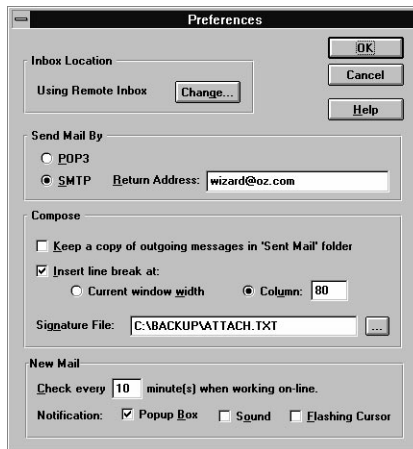 Preferences
OK
Inbox Location
Cancel
Using Remote Inbox Change...
Help
Send Mail By
POP3
SMTP Return Address: wizard@oz.com
Compose
Keep a copy of outgoing messages in 'Sent Mail' folder
Insert line break at:
Current window width Column: 80
Signature File: C:\BACKUP\ATTACH.TXT ...
New Mail
Check every 10 minute(s) when working on-line.
Notification: Popup Box Sound Flashing Cursor